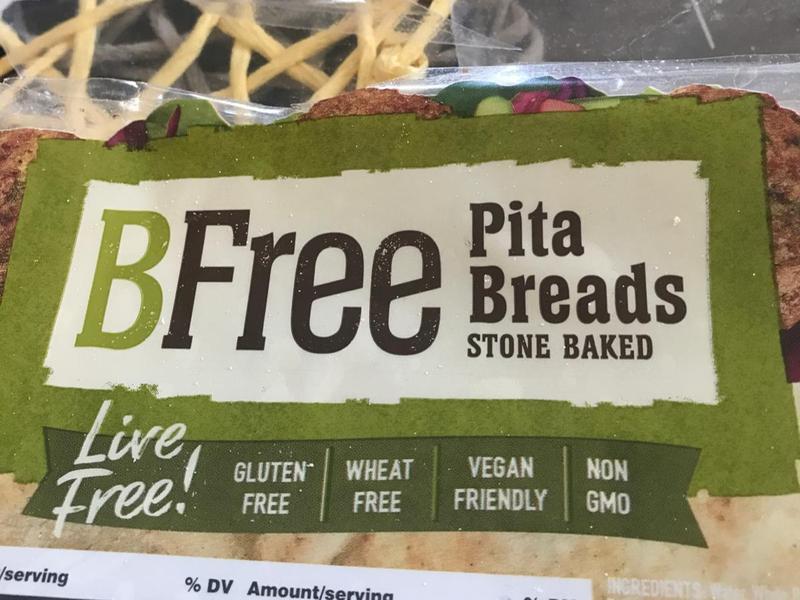 BFree
Pita
Breads
STONE BAKED
Live
Free!
GLUTEN
FREE
WHEAT
FREE
VEGAN
FRIENDLY
NON
GMO
/serving
% DV Amount/serving
INGREDIENTS: Water,